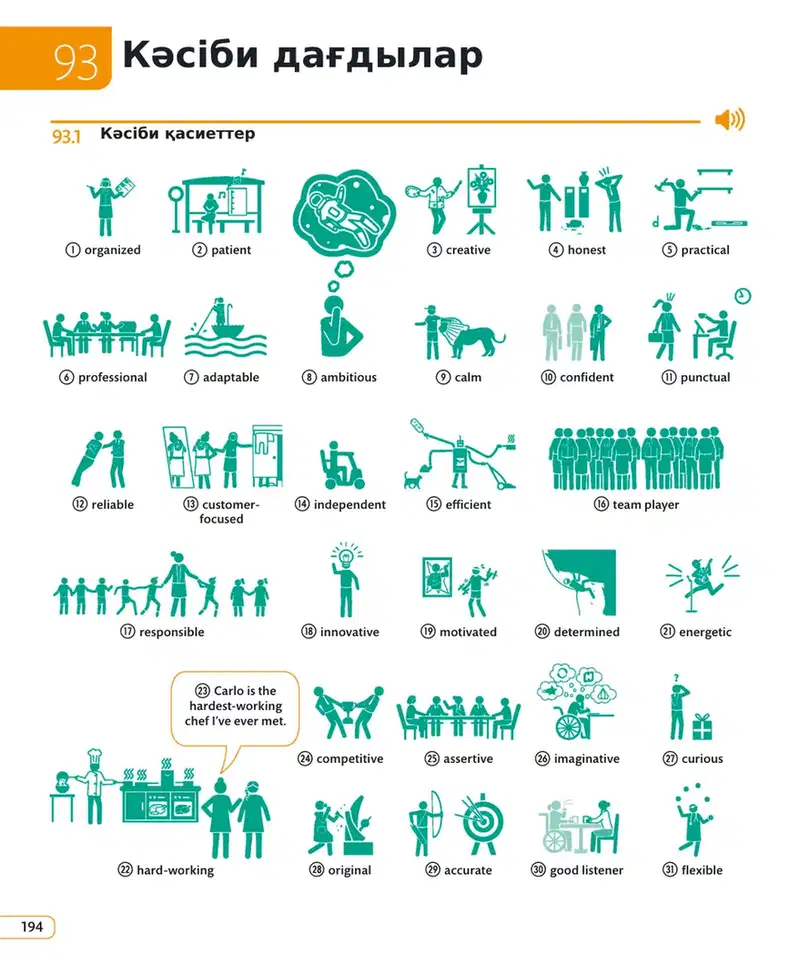 93 Кәсіби дағдылар
93.1 Кәсіби қасиеттер
1 organized
2 patient
3 creative
4 honest
5 practical
6 professional
7 adaptable
8 ambitious
9 calm
10 confident
11 punctual
12 reliable
13 customer-
focused
14 independent
15 efficient
16 team player
17 responsible
18 innovative
19 motivated
20 determined
21 energetic
23 Carlo is the
hardest-working
chef I've ever met.
22 hard-working
24 competitive
25 assertive
26 imaginative
27 curious
28 original
29 accurate
30 good listener
31 flexible
194